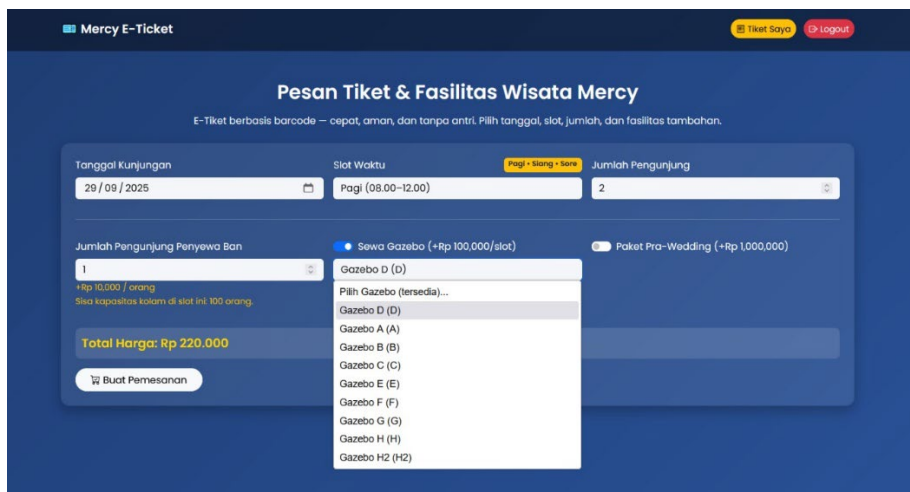 Mercy E-Ticket
Tiket Saya
Logout
Pesan Tiket & Fasilitas Wisata Mercy
E-Tiket berbasis barcode — cepat, aman, dan tanpa antri. Pilih tanggal, slot, jumlah, dan fasilitas tambahan.
Tanggal Kunjungan
29/09/2025
Slot Waktu
Pagi • Siang • Sore
Pagi (08.00–12.00)
Jumlah Pengunjung
2
Jumlah Pengunjung Penyewa Ban
1
+Rp 10,000 / orang
Sisa kapasitas kolam di slot ini: 100 orang.
Sewa Gazebo (+Rp 100,000/slot)
Gazebo D (D)
Pilih Gazebo (tersedia)...
Gazebo D (D)
Gazebo A (A)
Gazebo B (B)
Gazebo C (C)
Gazebo E (E)
Gazebo F (F)
Gazebo G (G)
Gazebo H (H)
Gazebo H2 (H2)
Paket Pra-Wedding (+Rp 1,000,000)
Total Harga: Rp 220.000
Buat Pemesanan